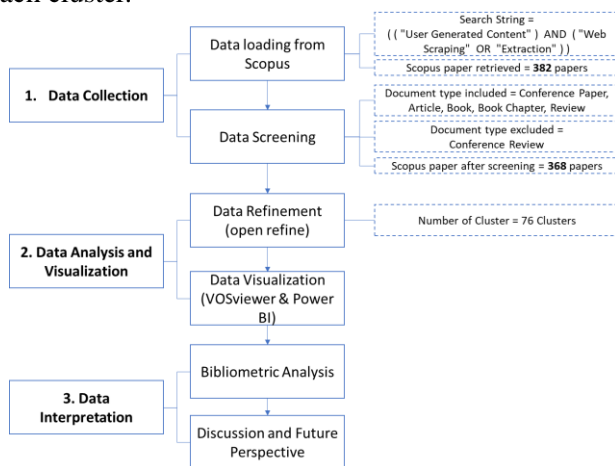 ach cluster.
Data loading from
Scopus
Search String =
( ( "User Generated Content" ) AND ( "Web
Scraping" OR "Extraction" ) )
Scopus paper retrieved = 382 papers
1. Data Collection
Data Screening
Document type included = Conference Paper,
Article, Book, Book Chapter, Review
Document type excluded =
Conference Review
Scopus paper after screening = 368 papers
Data Refinement
(open refine)
Number of Cluster = 76 Clusters
2. Data Analysis and
Visualization
Data Visualization
(VOSviewer & Power
BI)
Bibliometric Analysis
3. Data
Interpretation
Discussion and Future
Perspective